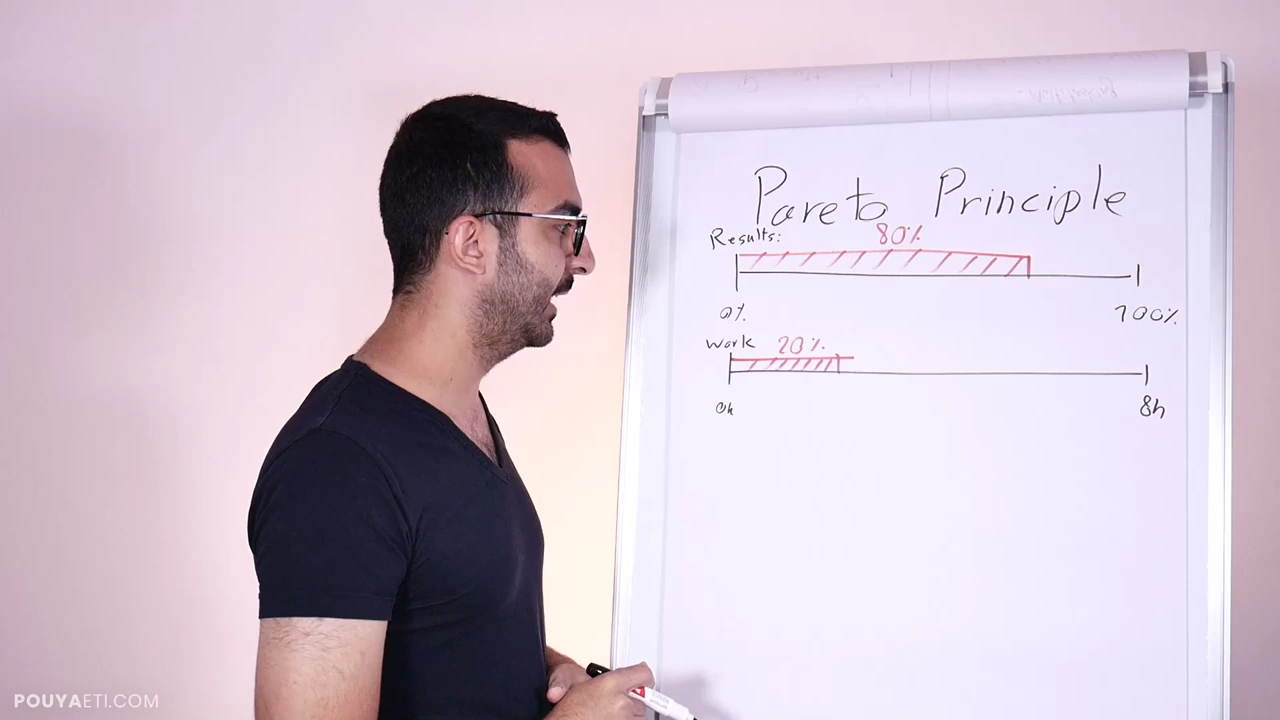 Pareto Principle
Results:
80%
0%
100%
Work
20%
0h
8h
POUYAETI.COM